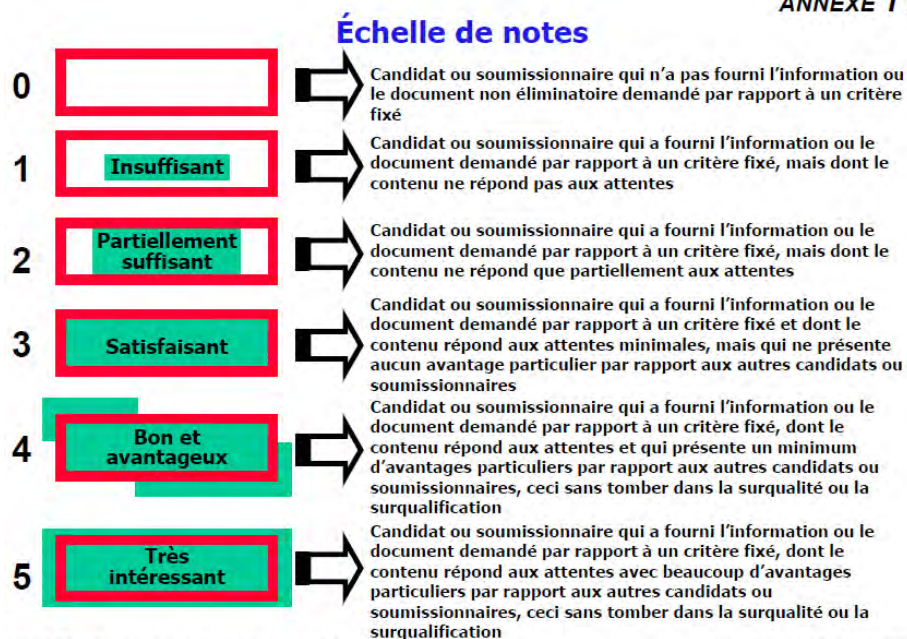 ANNEXE T
Échelle de notes
0
Candidat ou soumissionnaire qui n’a pas fourni l’information ou
le document non éliminatoire demandé par rapport à un critère
fixé
1
Insuffisant
Candidat ou soumissionnaire qui a fourni l’information ou le
document demandé par rapport à un critère fixé, mais dont le
contenu ne répond pas aux attentes
2
Partiellement
suffisant
Candidat ou soumissionnaire qui a fourni l’information ou le
document demandé par rapport à un critère fixé, mais dont le
contenu ne répond que partiellement aux attentes
3
Satisfaisant
Candidat ou soumissionnaire qui a fourni l’information ou le
document demandé par rapport à un critère fixé et dont le
contenu répond aux attentes minimales, mais qui ne présente
aucun avantage particulier par rapport aux autres candidats ou
soumissionnaires
4
Bon et
avantageux
Candidat ou soumissionnaire qui a fourni l’information ou le
document demandé par rapport à un critère fixé, dont le
contenu répond aux attentes et qui présente un minimum
d’avantages particuliers par rapport aux autres candidats ou
soumissionnaires, ceci sans tomber dans la surqualité ou la
surqualification
5
Très
intéressant
Candidat ou soumissionnaire qui a fourni l’information ou le
document demandé par rapport à un critère fixé, dont le
contenu répond aux attentes avec beaucoup d’avantages
particuliers par rapport aux autres candidats ou
soumissionnaires, ceci sans tomber dans la surqualité ou la
surqualification